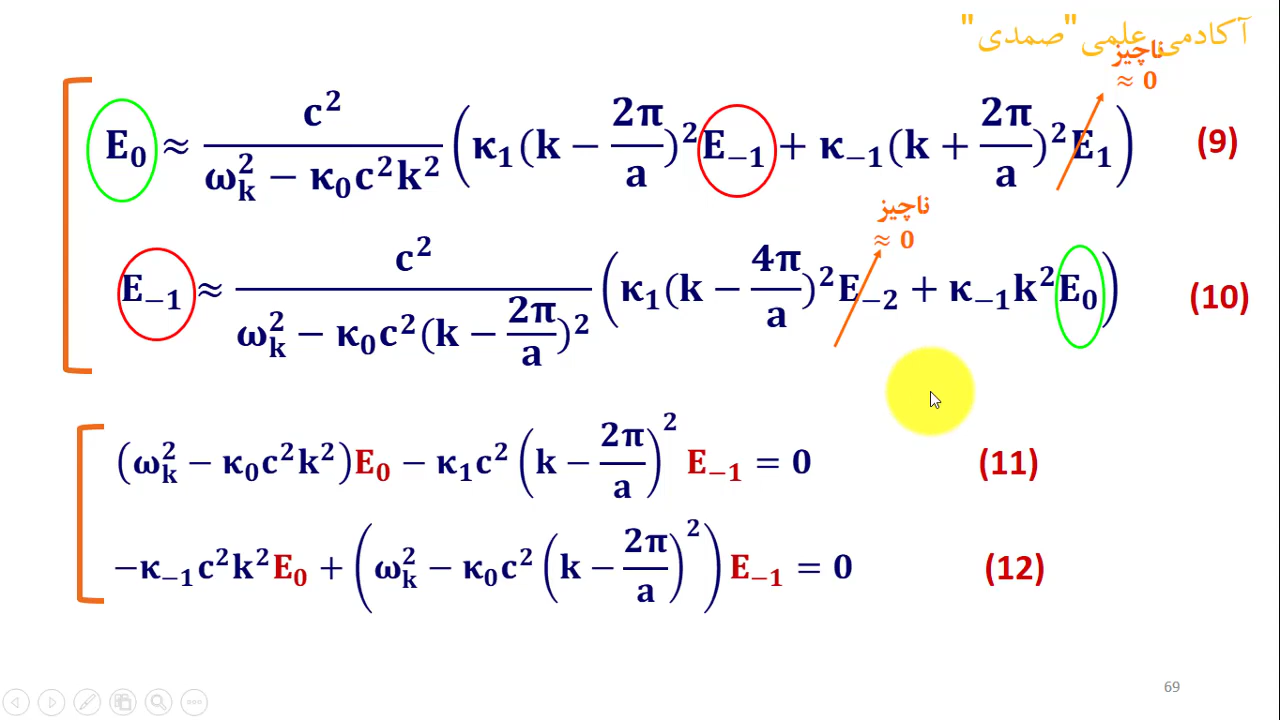 آکادمی علمی"صمدی"
ناچیز
≈ 0
E₀ ≈ c² / (ω²ₖ − κ₀c²k²) (κ₁(k − 2π/a)²E₋₁ + κ₋₁(k + 2π/a)²E₁) (9)
ناچیز
≈ 0
E₋₁ ≈ c² / (ω²ₖ − κ₀c²(k − 2π/a)²) (κ₁(k − 4π/a)²E₋₂ + κ₋₁k²E₀) (10)
(ω²ₖ − κ₀c²k²)E₀ − κ₁c²(k − 2π/a)² E₋₁ = 0 (11)
−κ₋₁c²k²E₀ + (ω²ₖ − κ₀c²(k − 2π/a)²) E₋₁ = 0 (12)
69